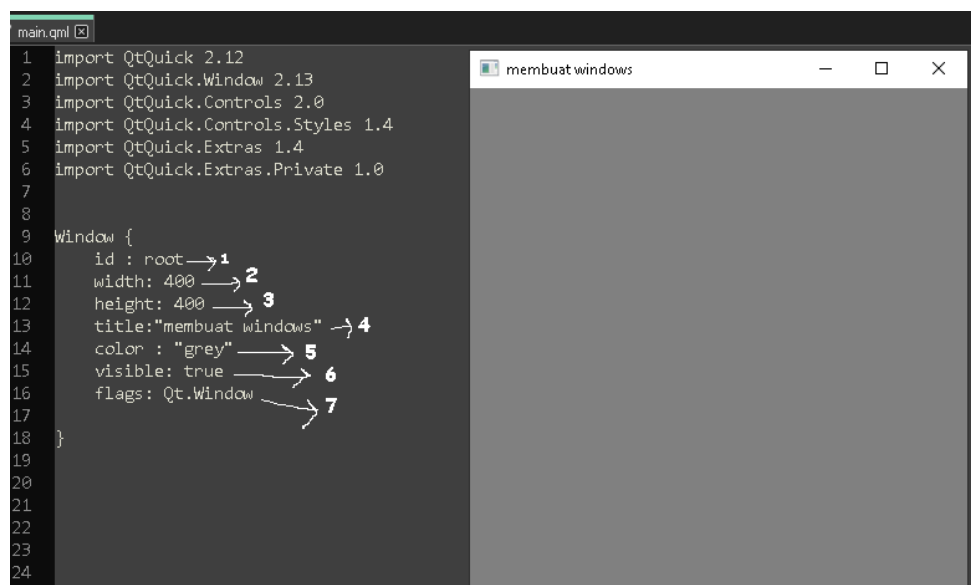 main.qml
1 import QtQuick 2.12
2 import QtQuick.Window 2.13
3 import QtQuick.Controls 2.0
4 import QtQuick.Controls.Styles 1.4
5 import QtQuick.Extras 1.4
6 import QtQuick.Extras.Private 1.0
7
8
9 Window {
10 id : root 1
11 width: 400 2
12 height: 400 3
13 title:"membuat windows" 4
14 color : "grey" 5
15 visible: true 6
16 flags: Qt.Window 7
17
18 }
19
20
21
22
23
24
membuat windows